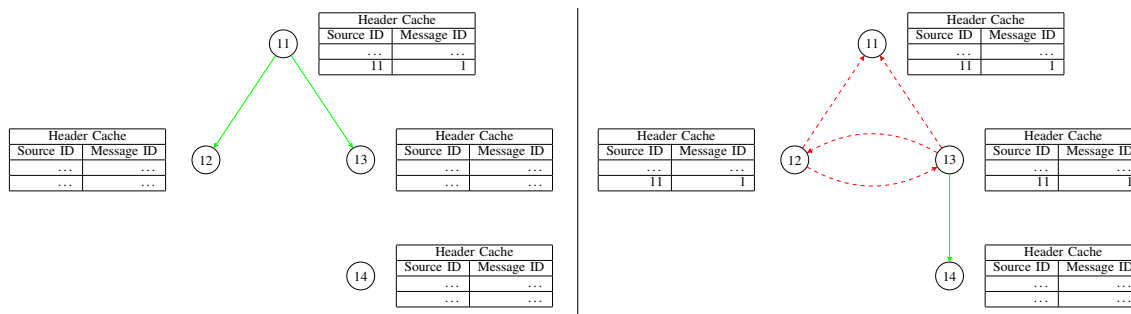 Header Cache
Source ID Message ID
... ...
11 1
11
Header Cache
Source ID Message ID
... ...
... ...
12
13
Header Cache
Source ID Message ID
... ...
... ...
14
Header Cache
Source ID Message ID
... ...
... ...
11
Header Cache
Source ID Message ID
... ...
11 1
Header Cache
Source ID Message ID
... ...
11 1
12
13
Header Cache
Source ID Message ID
... ...
11 1
14
Header Cache
Source ID Message ID
... ...
... ...